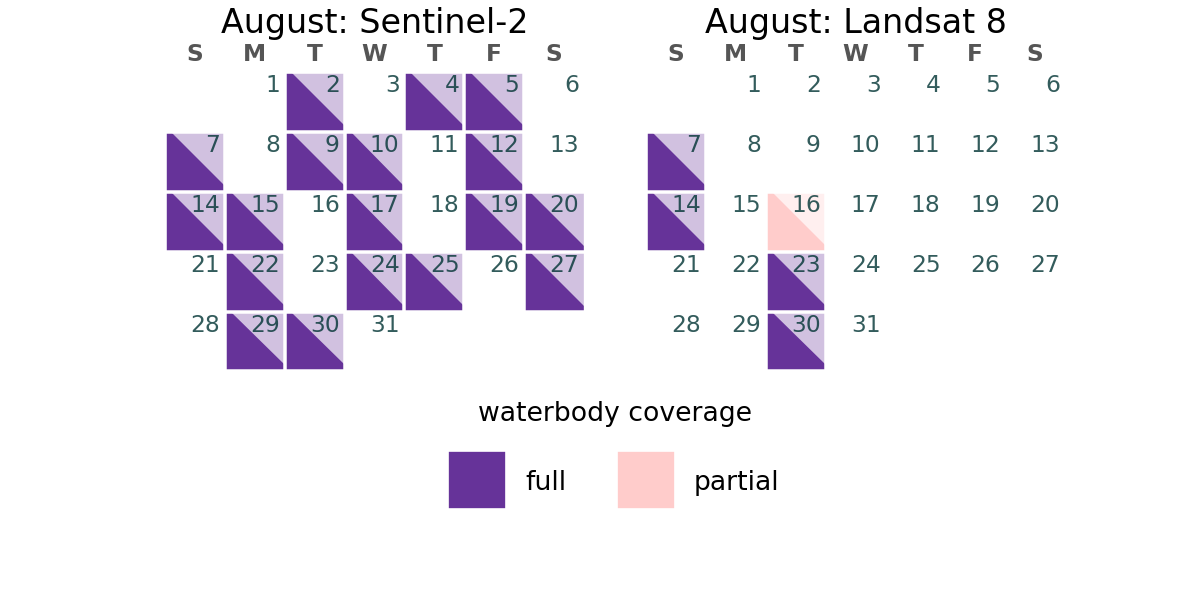 August: Sentinel-2
S M T W T F S
1 2 3 4 5 6
7 8 9 10 11 12 13
14 15 16 17 18 19 20
21 22 23 24 25 26 27
28 29 30 31
August: Landsat 8
S M T W T F S
1 2 3 4 5 6
7 8 9 10 11 12 13
14 15 16 17 18 19 20
21 22 23 24 25 26 27
28 29 30 31
waterbody coverage
full partial